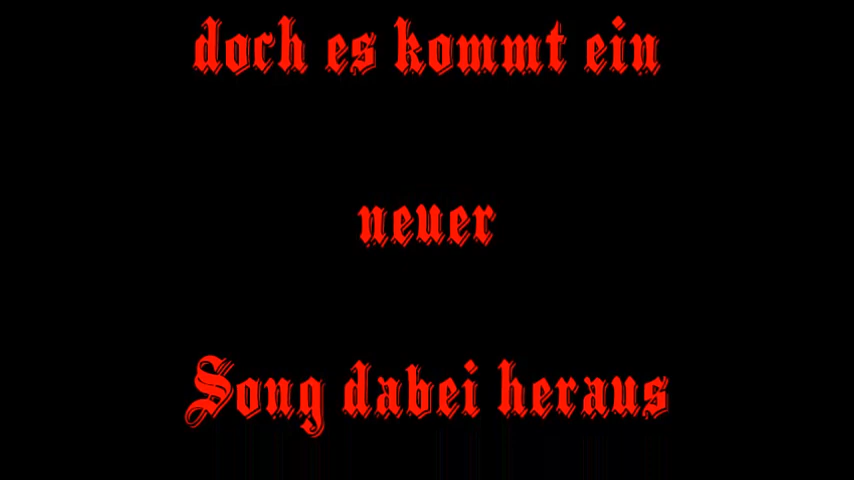 doch es kommt ein
neuer
Song dabei heraus